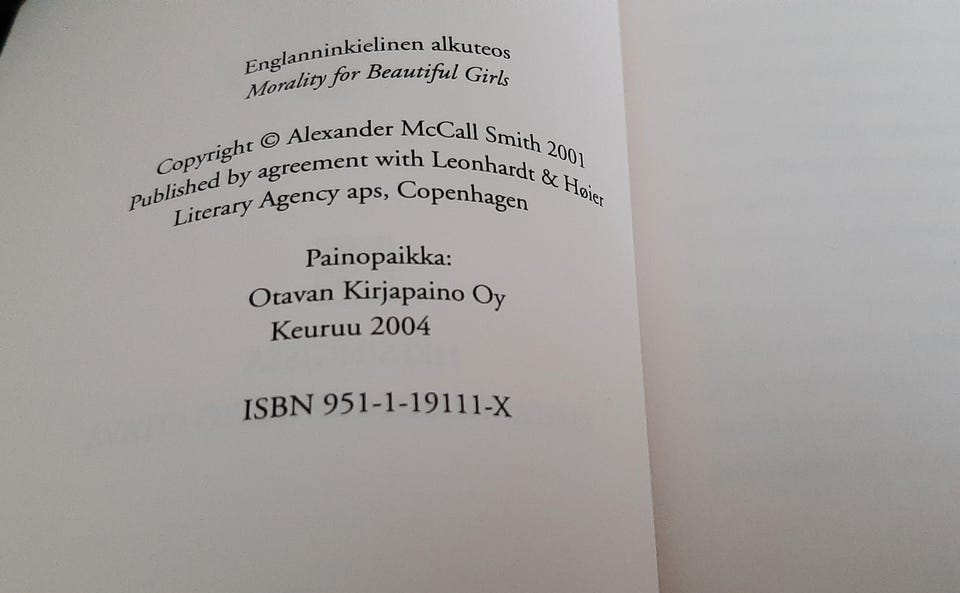 Englanninkielinen alkuteos
Morality for Beautiful Girls
Copyright © Alexander McCall Smith 2001
Published by agreement with Leonhardt & Høier
Literary Agency aps, Copenhagen
Painopaikka:
Otavan Kirjapaino Oy
Keuruu 2004
ISBN 951-1-19111-X